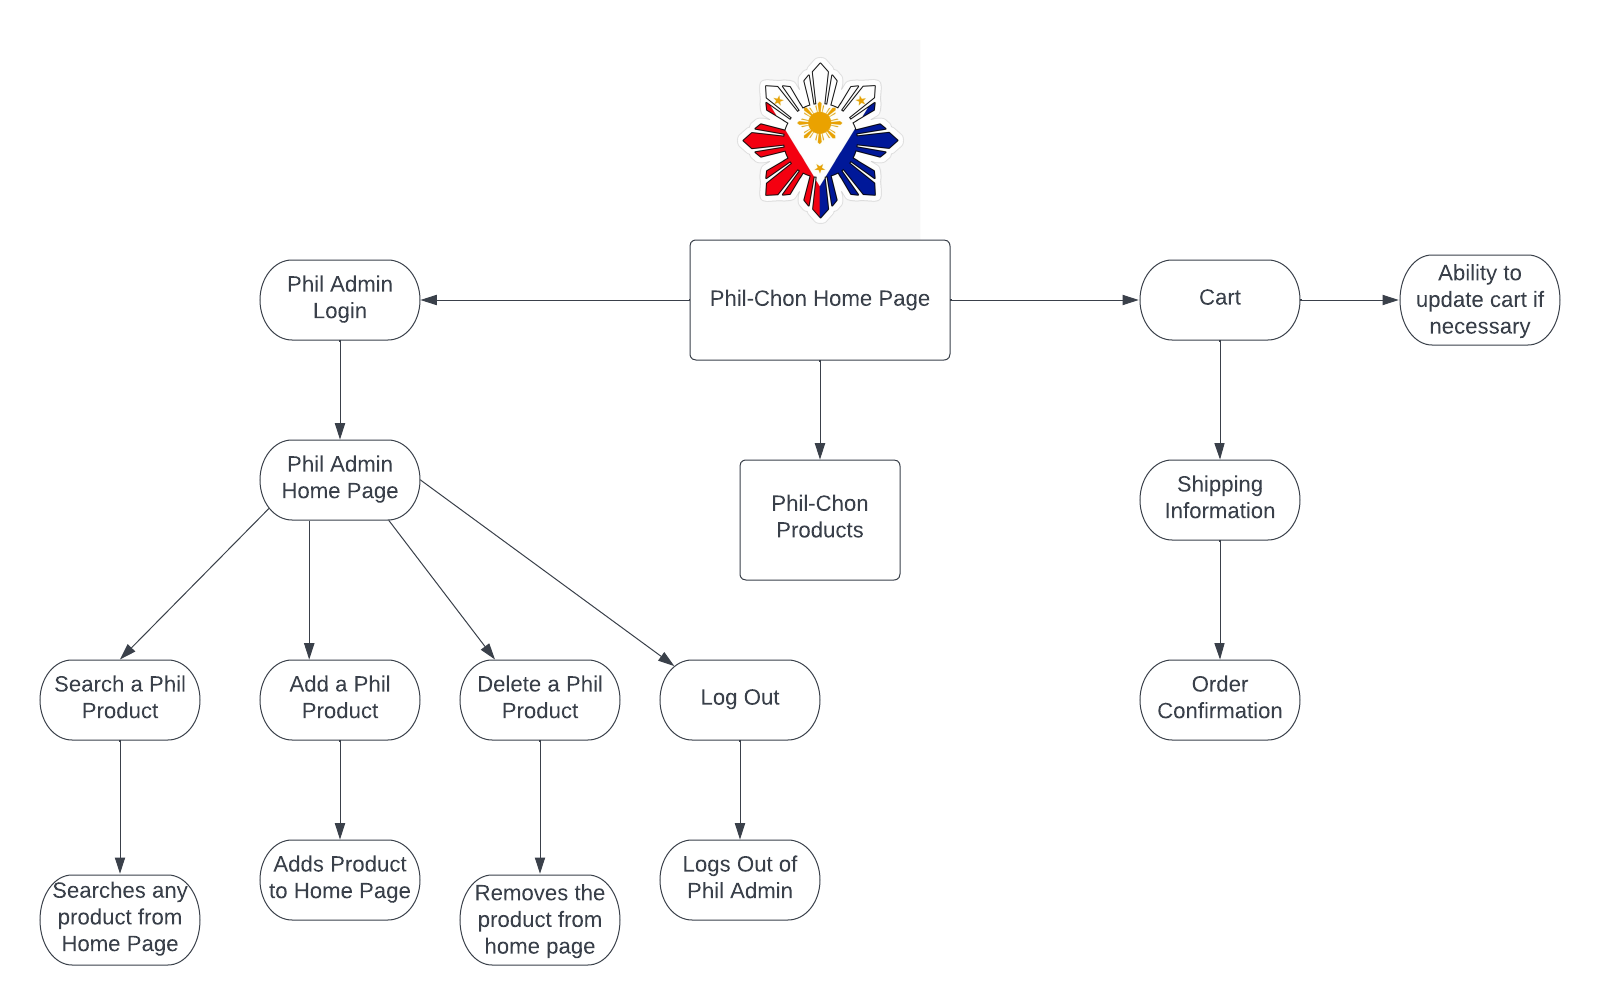 Phil-Chon Home Page
Phil Admin
Login
Cart
Ability to
update cart if
necessary
Phil Admin
Home Page
Phil-Chon
Products
Shipping
Information
Search a Phil
Product
Add a Phil
Product
Delete a Phil
Product
Log Out
Order
Confirmation
Searches any
product from
Home Page
Adds Product
to Home Page
Removes the
product from
home page
Logs Out of
Phil Admin